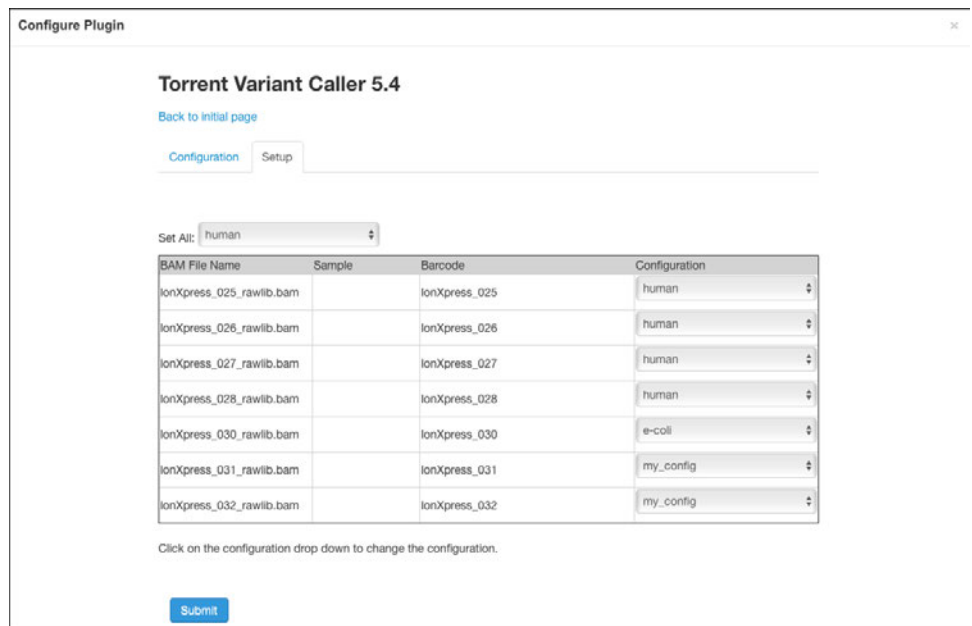 Configure Plugin ×
Torrent Variant Caller 5.4
Back to initial page
Configuration Setup
Set All: human
BAM File Name Sample Barcode Configuration
IonXpress_025_rawlib.bam IonXpress_025 human
IonXpress_026_rawlib.bam IonXpress_026 human
IonXpress_027_rawlib.bam IonXpress_027 human
IonXpress_028_rawlib.bam IonXpress_028 human
IonXpress_030_rawlib.bam IonXpress_030 e-coli
IonXpress_031_rawlib.bam IonXpress_031 my_config
IonXpress_032_rawlib.bam IonXpress_032 my_config
Click on the configuration drop down to change the configuration.
Submit